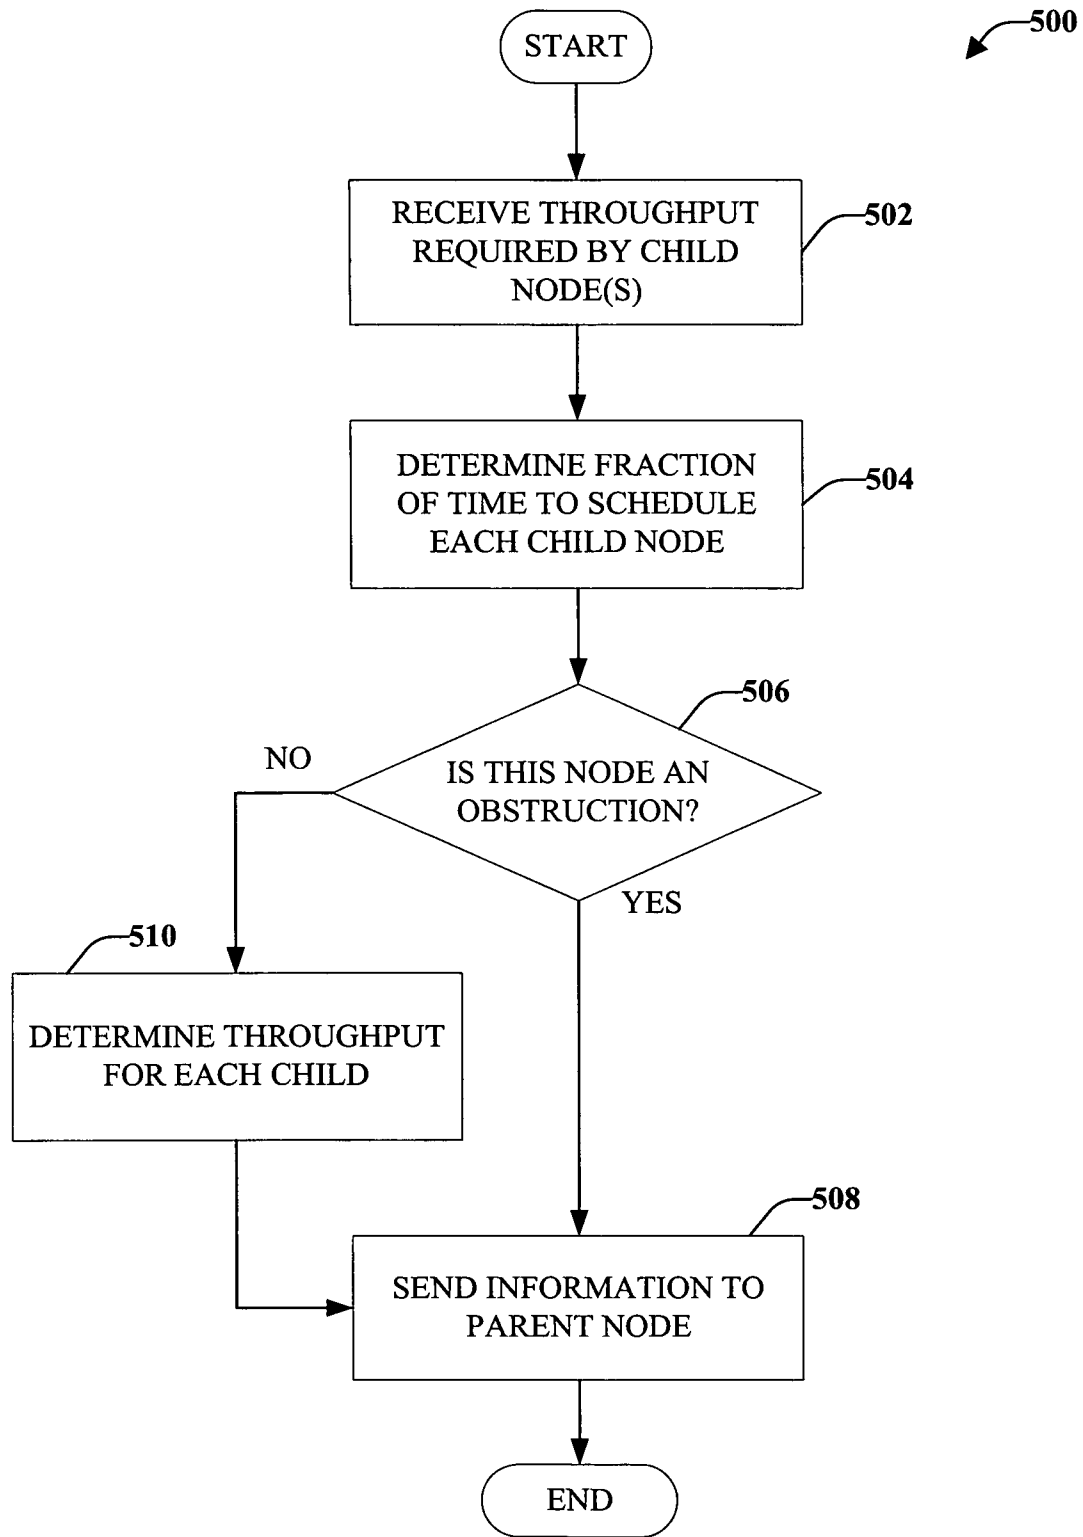 START
500
RECEIVE THROUGHPUT
REQUIRED BY CHILD
NODE(S)
502
DETERMINE FRACTION
OF TIME TO SCHEDULE
EACH CHILD NODE
504
506
NO
IS THIS NODE AN
OBSTRUCTION?
YES
510
DETERMINE THROUGHPUT
FOR EACH CHILD
508
SEND INFORMATION TO
PARENT NODE
END